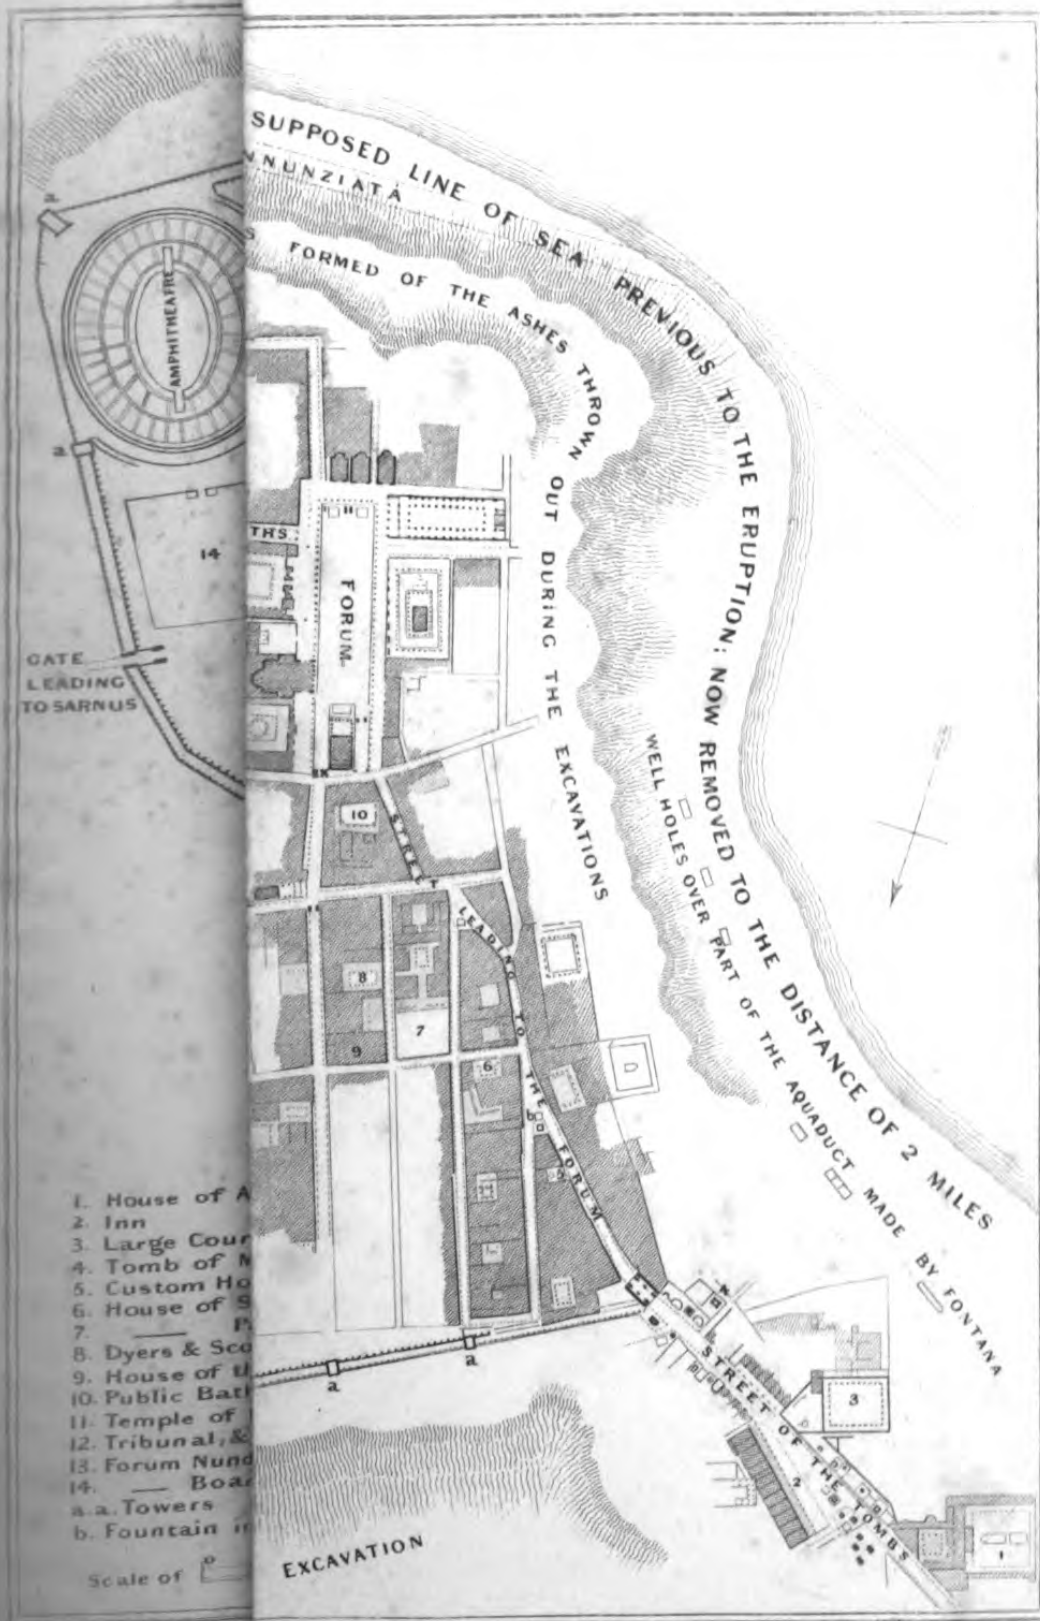 SUPPOSED LINE OF SEA PREVIOUS TO THE ERUPTION; NOW REMOVED TO THE DISTANCE OF 2 MILES
NNUNZIATA
S FORMED OF THE ASHES THROWN OUT DURING THE EXCAVATIONS
a
AMPHITHEATRE
a
14
THS
11
FORUM
GATE
LEADING
TO SARNUS
WELL HOLES OVER PART OF THE AQUADUCT MADE BY FONTANA
10
STREET LEADING TO THE FORUM
8
7
9
6
b
a
a
STREET OF THE TOMBS
3
2
1
1. House of A
2. Inn
3. Large Cour
4. Tomb of M
5. Custom Ho
6. House of S
7. — P
8. Dyers & Sco
9. House of t
10. Public Bat
11. Temple of
12. Tribunal, &
13. Forum Nund
14. — Boar
a.a. Towers
b. Fountain i
Scale of 0
EXCAVATION